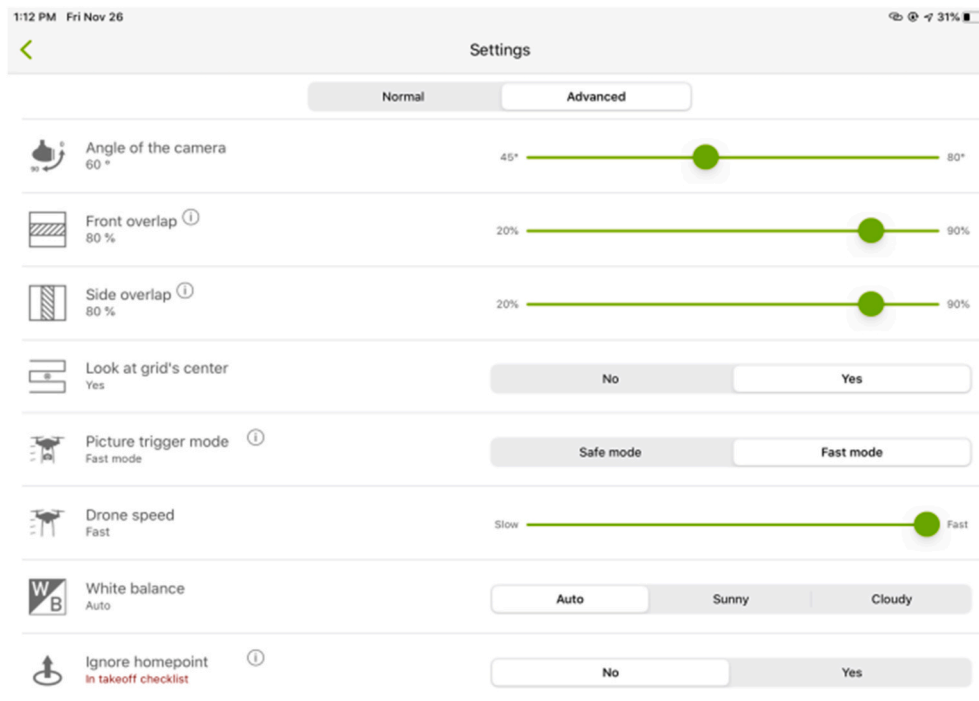 1:12 PM Fri Nov 26
31%
Settings
Normal Advanced
0
90
Angle of the camera
60 °
45° 80°
Front overlap i
80 %
20% 90%
Side overlap i
80 %
20% 90%
Look at grid's center
Yes
No Yes
Picture trigger mode i
Fast mode
Safe mode Fast mode
Drone speed
Fast
Slow Fast
W
B
White balance
Auto
Auto Sunny Cloudy
Ignore homepoint i
In takeoff checklist
No Yes